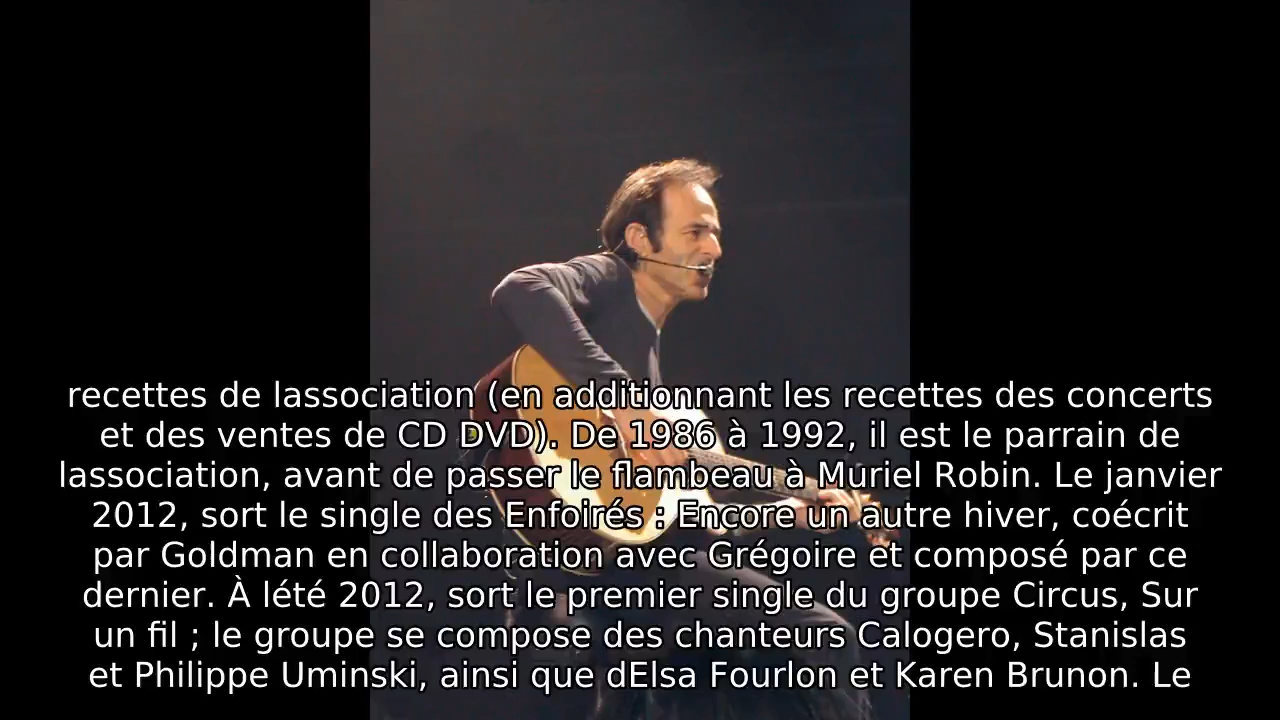 recettes de lassociation (en additionnant les recettes des concerts
et des ventes de CD DVD). De 1986 à 1992, il est le parrain de
lassociation, avant de passer le flambeau à Muriel Robin. Le janvier
2012, sort le single des Enfoirés : Encore un autre hiver, coécrit
par Goldman en collaboration avec Grégoire et composé par ce
dernier. À lété 2012, sort le premier single du groupe Circus, Sur
un fil ; le groupe se compose des chanteurs Calogero, Stanislas
et Philippe Uminski, ainsi que dElsa Fourlon et Karen Brunon. Le